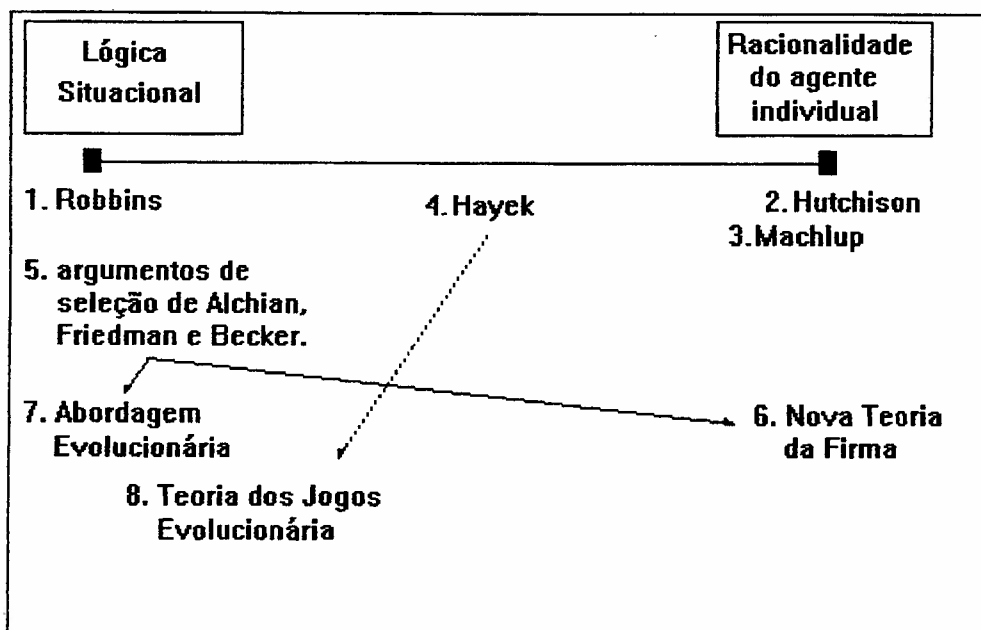 Lógica
Situacional
Racionalidade
do agente
individual
1. Robbins
4. Hayek
2. Hutchison
3. Machlup
5. argumentos de
seleção de Alchian,
Friedman e Becker.
7. Abordagem
Evolucionária
6. Nova Teoria
da Firma
8. Teoria dos Jogos
Evolucionária